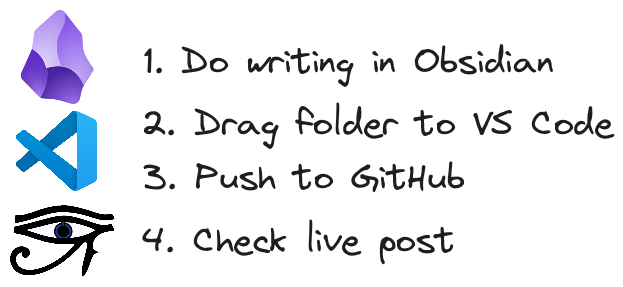 1. Do writing in Obsidian
2. Drag folder to VS Code
3. Push to GitHub
4. Check live post